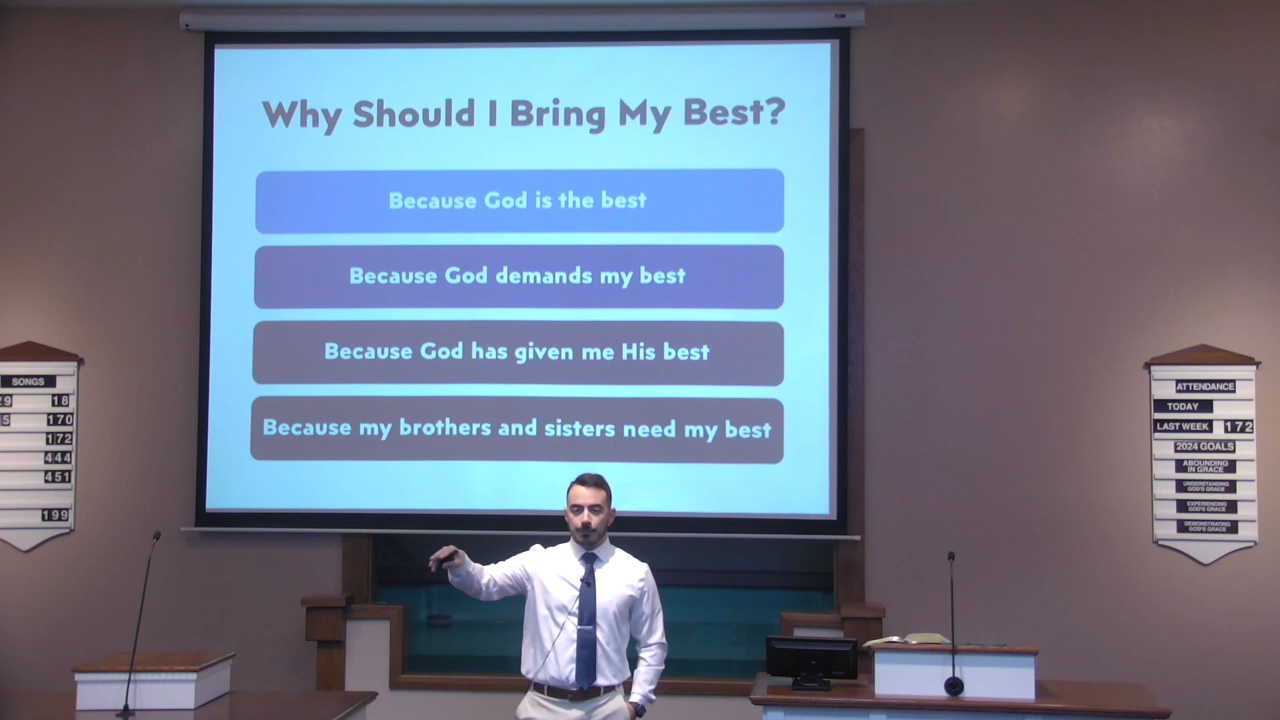 Why Should I Bring My Best?
Because God is the best
Because God demands my best
Because God has given me His best
Because my brothers and sisters need my best
SONGS
29 18
5 170
172
444
451
199
ATTENDANCE
TODAY
LAST WEEK 172
2024 GOALS
ABOUNDING
IN GRACE
UNDERSTANDING
GOD'S GRACE
EXPERIENCING
GOD'S GRACE
DEMONSTRATING
GOD'S GRACE